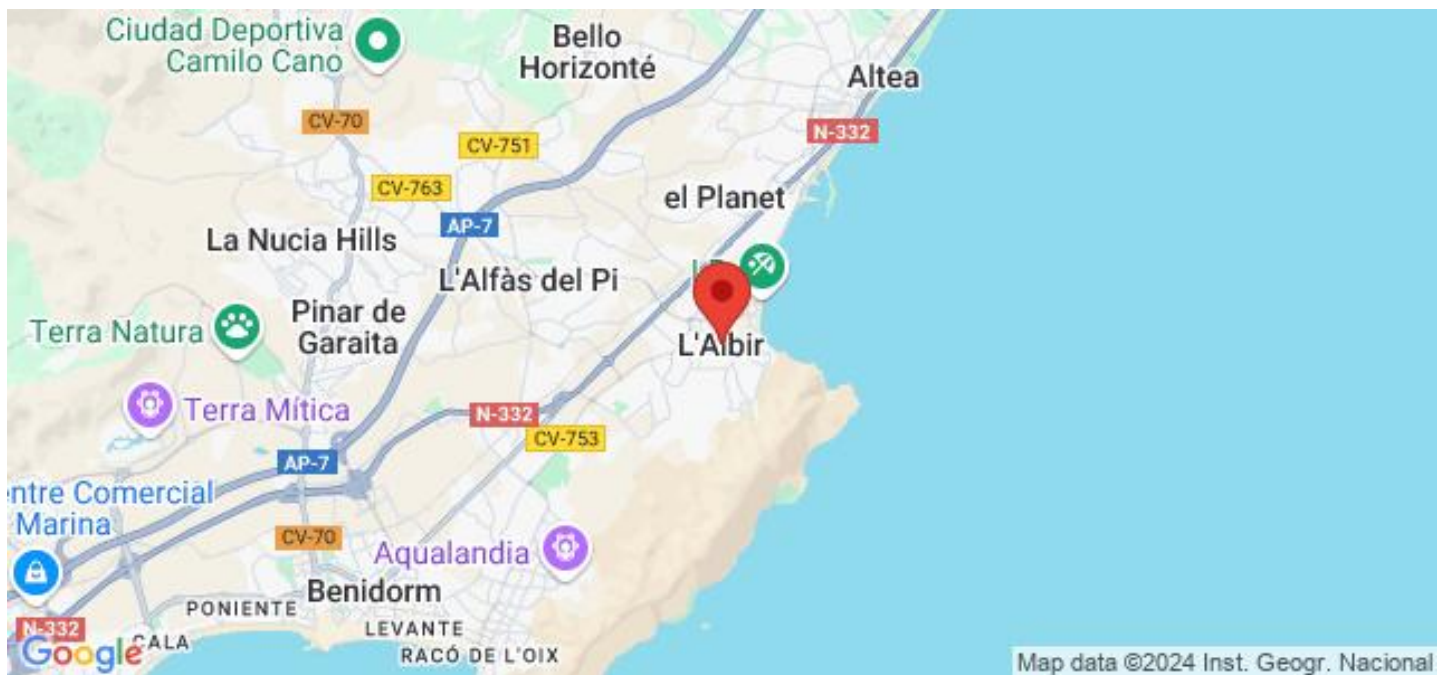 Ciudad Deportiva
Camilo Cano
Bello
Horizonté
Altea
CV-70
N-332
CV-751
CV-763
el Planet
AP-7
La Nucia Hills
L'Alfàs del Pi
Pinar de
Garaita
Terra Natura
L'Albir
Terra Mítica
N-332
CV-753
AP-7
entre Comercial
Marina
CV-70
Aqualandia
Benidorm
PONIENTE
LEVANTE
N-332
CALA
RACÓ DE L'OIX
Google
Map data ©2024 Inst. Geogr. Nacional